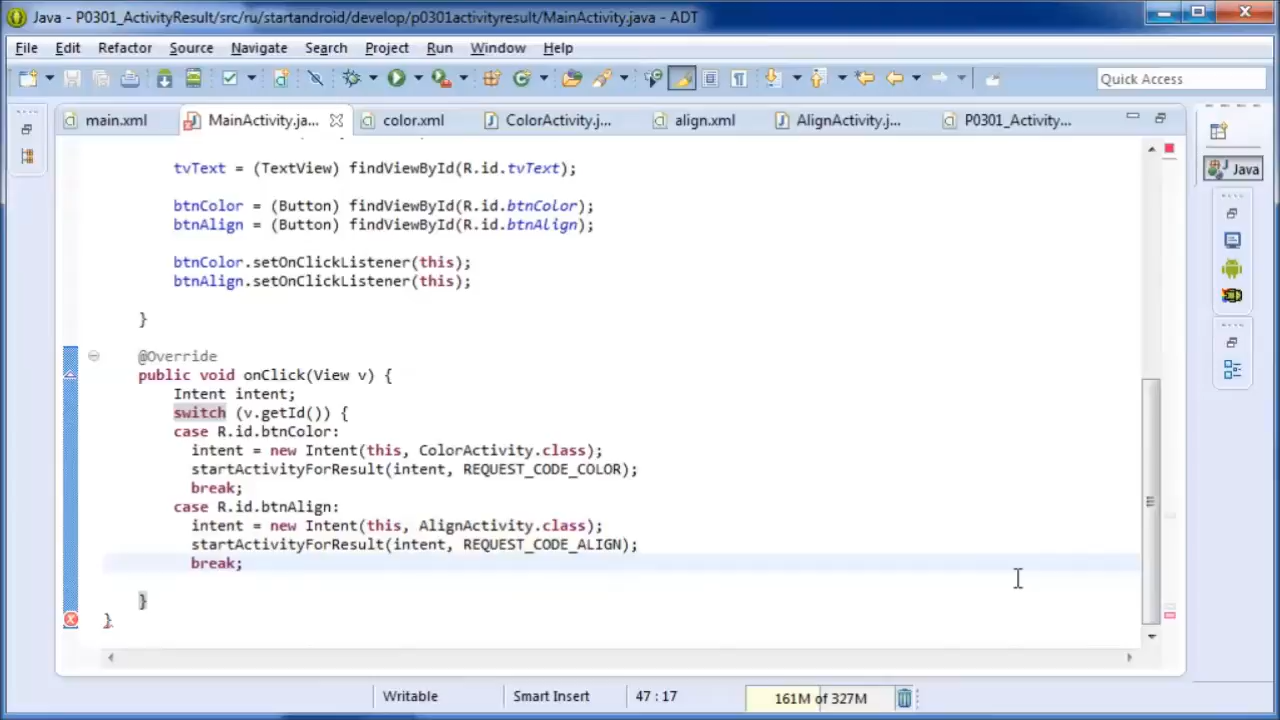 Java - P0301_ActivityResult/src/ru/startandroid/develop/p0301activityresult/MainActivity.java - ADT
File Edit Refactor Source Navigate Search Project Run Window Help
Quick Access
main.xml MainActivity.ja... color.xml ColorActivity.j... align.xml AlignActivity.j... P0301_Activity...
Java
tvText = (TextView) findViewById(R.id.tvText);
btnColor = (Button) findViewById(R.id.btnColor);
btnAlign = (Button) findViewById(R.id.btnAlign);
btnColor.setOnClickListener(this);
btnAlign.setOnClickListener(this);
}
@Override
public void onClick(View v) {
Intent intent;
switch (v.getId()) {
case R.id.btnColor:
intent = new Intent(this, ColorActivity.class);
startActivityForResult(intent, REQUEST_CODE_COLOR);
break;
case R.id.btnAlign:
intent = new Intent(this, AlignActivity.class);
startActivityForResult(intent, REQUEST_CODE_ALIGN);
break;
}
}
Writable Smart Insert 47 : 17 161M of 327M